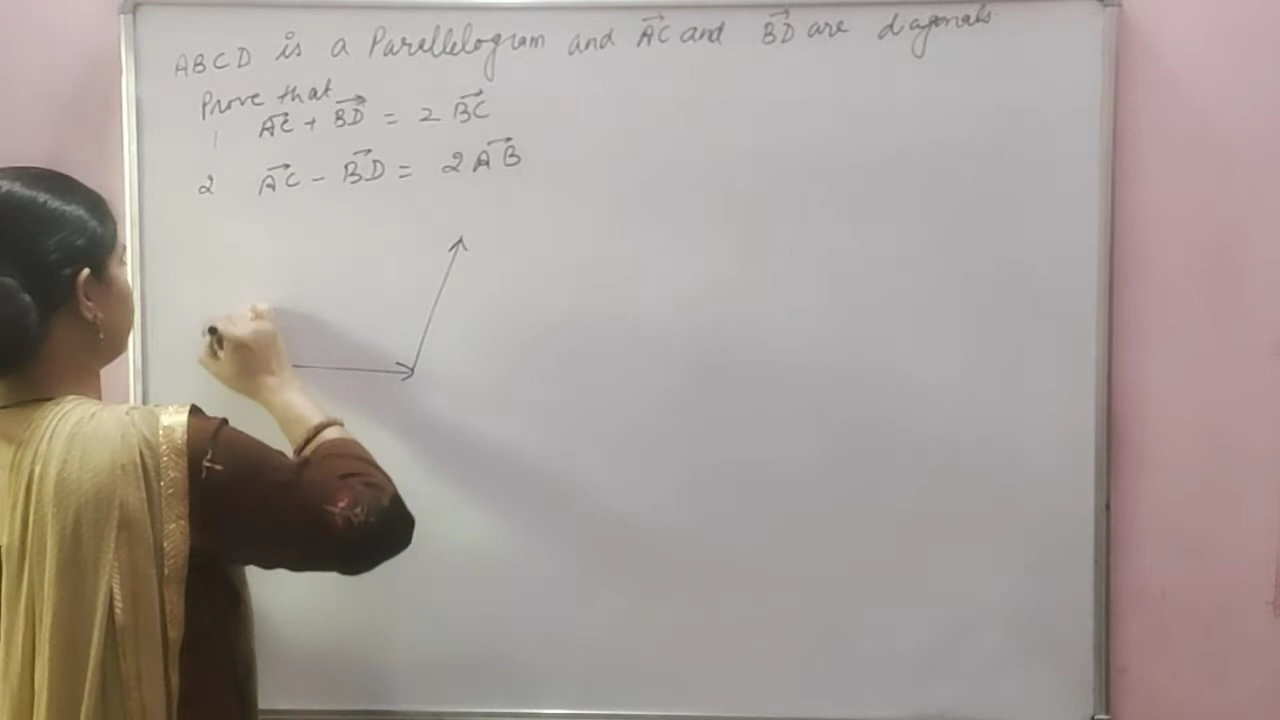 ABCD is a Parallelogram and AC⃗ and BD⃗ are diagonals.
Prove that
1 AC⃗ + BD⃗ = 2 BC⃗
2 AC⃗ - BD⃗ = 2 AB⃗